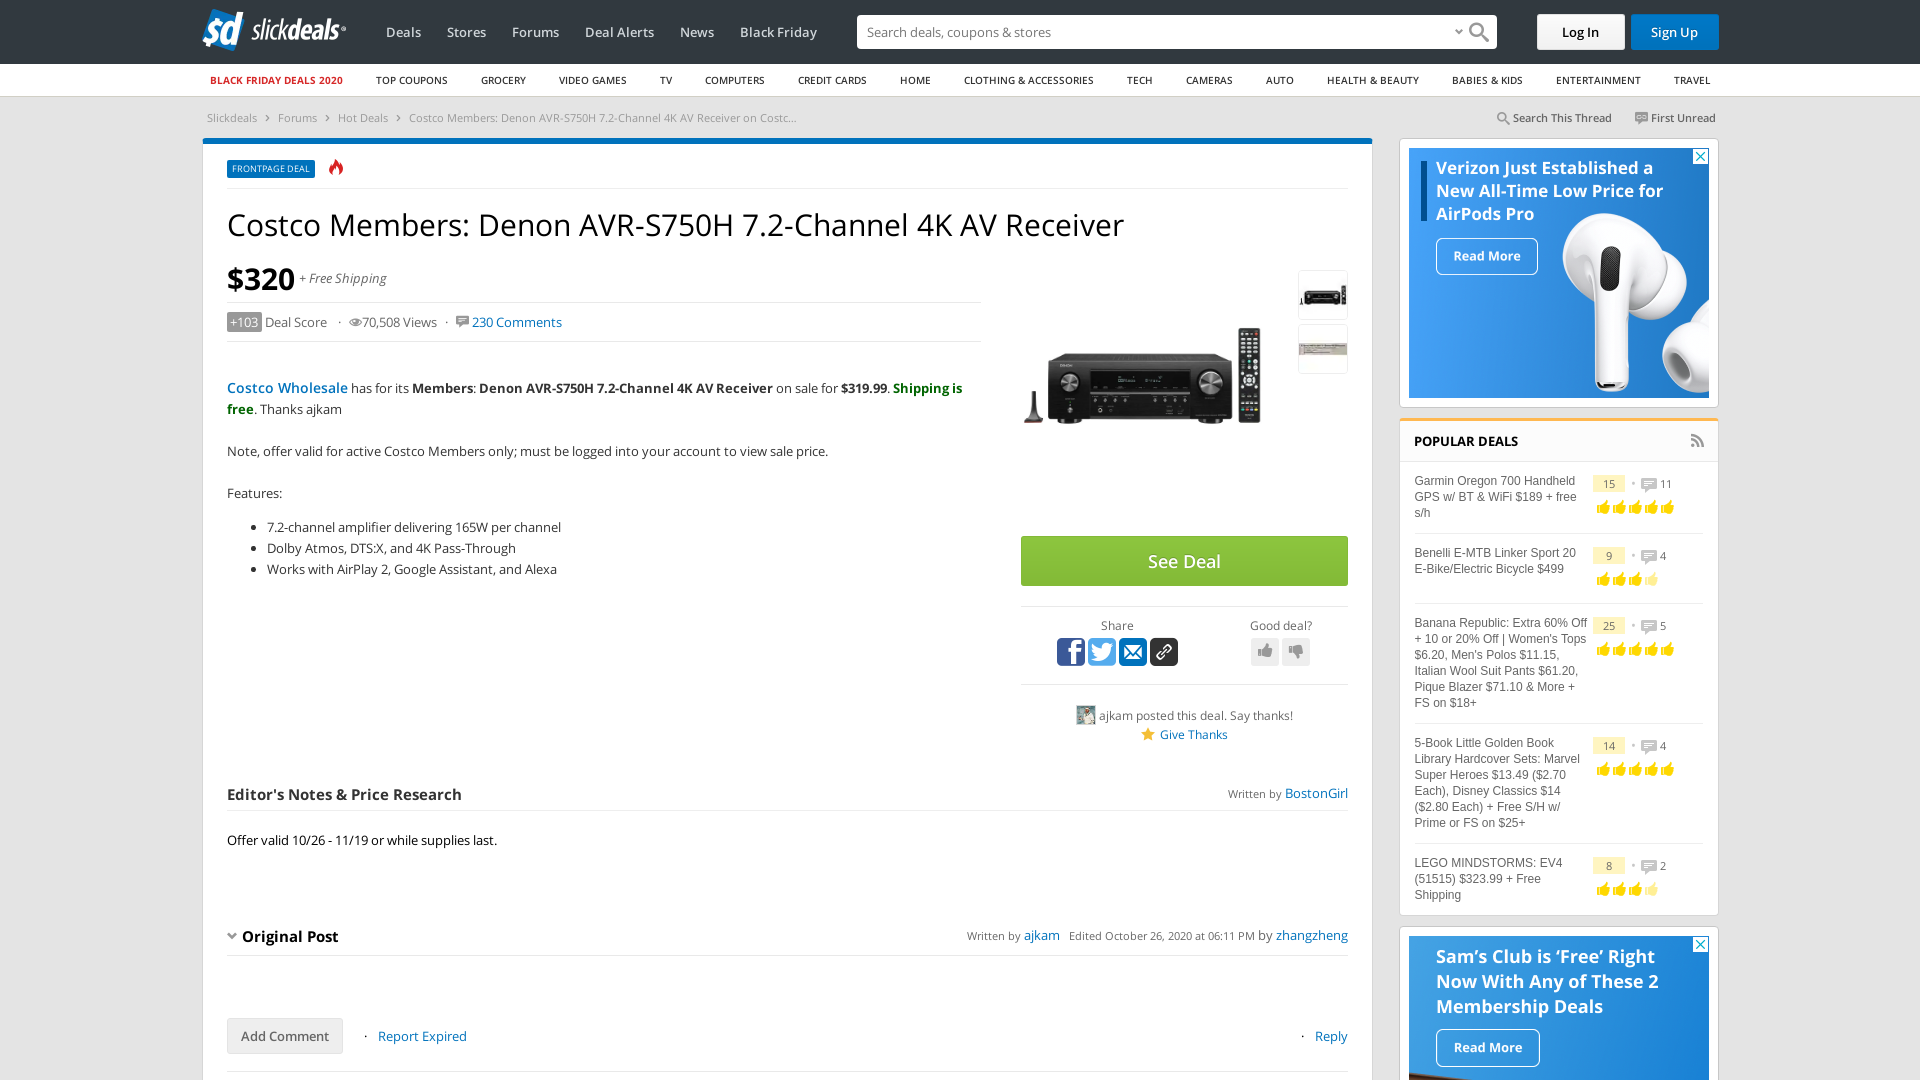 sd slickdeals
Deals
Stores
Forums
Deal Alerts
News
Black Friday
Search deals, coupons & stores
Log In
Sign Up
BLACK FRIDAY DEALS 2020
TOP COUPONS
GROCERY
VIDEO GAMES
TV
COMPUTERS
CREDIT CARDS
HOME
CLOTHING & ACCESSORIES
TECH
CAMERAS
AUTO
HEALTH & BEAUTY
BABIES & KIDS
ENTERTAINMENT
TRAVEL
Slickdeals > Forums > Hot Deals > Costco Members: Denon AVR-S750H 7.2-Channel 4K AV Receiver on Costc...
Search This Thread
First Unread
FRONTPAGE DEAL
Costco Members: Denon AVR-S750H 7.2-Channel 4K AV Receiver
$320 + Free Shipping
+103 Deal Score · 70,508 Views · 230 Comments
Costco Wholesale has for its Members: Denon AVR-S750H 7.2-Channel 4K AV Receiver on sale for $319.99. Shipping is
free. Thanks ajkam
Note, offer valid for active Costco Members only; must be logged into your account to view sale price.
Features:
• 7.2-channel amplifier delivering 165W per channel
• Dolby Atmos, DTS:X, and 4K Pass-Through
• Works with AirPlay 2, Google Assistant, and Alexa
See Deal
Share
Good deal?
ajkam posted this deal. Say thanks!
Give Thanks
Editor's Notes & Price Research
Written by BostonGirl
Offer valid 10/26 - 11/19 or while supplies last.
Original Post
Written by ajkam Edited October 26, 2020 at 06:11 PM by zhangzheng
Add Comment
· Report Expired
· Reply
Verizon Just Established a
New All-Time Low Price for
AirPods Pro
Read More
POPULAR DEALS
Garmin Oregon 700 Handheld
GPS w/ BT & WiFi $189 + free
s/h
15 • 11
Benelli E-MTB Linker Sport 20
E-Bike/Electric Bicycle $499
9 • 4
Banana Republic: Extra 60% Off
+ 10 or 20% Off | Women's Tops
$6.20, Men's Polos $11.15,
Italian Wool Suit Pants $61.20,
Pique Blazer $71.10 & More +
FS on $18+
25 • 5
5-Book Little Golden Book
Library Hardcover Sets: Marvel
Super Heroes $13.49 ($2.70
Each), Disney Classics $14
($2.80 Each) + Free S/H w/
Prime or FS on $25+
14 • 4
LEGO MINDSTORMS: EV4
(51515) $323.99 + Free
Shipping
8 • 2
Sam's Club is 'Free' Right
Now With Any of These 2
Membership Deals
Read More